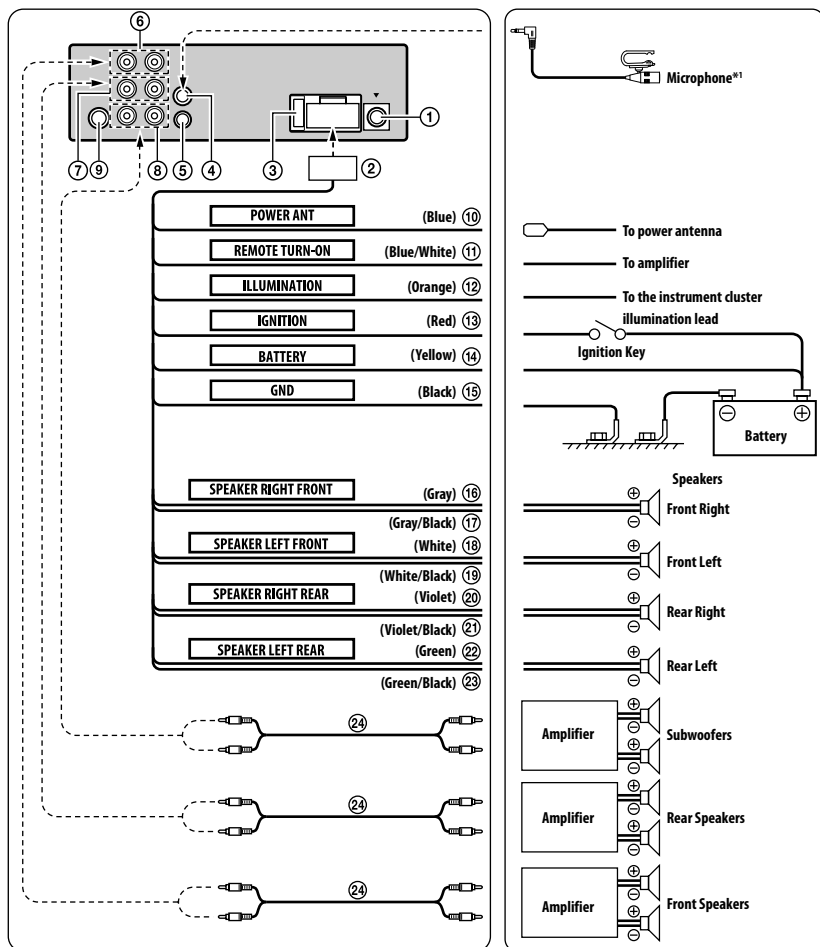 ⑥
⑦ ⑨ ⑧ ⑤ ④ ③ ①
②
POWER ANT (Blue) ⑩
REMOTE TURN-ON (Blue/White) ⑪
ILLUMINATION (Orange) ⑫
IGNITION (Red) ⑬
BATTERY (Yellow) ⑭
GND (Black) ⑮
SPEAKER RIGHT FRONT (Gray) ⑯
(Gray/Black) ⑰
SPEAKER LEFT FRONT (White) ⑱
(White/Black) ⑲
SPEAKER RIGHT REAR (Violet) ⑳
(Violet/Black) ㉑
SPEAKER LEFT REAR (Green) ㉒
(Green/Black) ㉓
㉔
㉔
㉔
Microphone*1
To power antenna
To amplifier
To the instrument cluster
illumination lead
Ignition Key
⊖ ⊕
Battery
Speakers
⊕
Front Right
⊖
⊕
Front Left
⊖
⊕
Rear Right
⊖
⊕
Rear Left
⊖
⊕
Amplifier Subwoofers
⊖ ⊕
⊖
⊕
Amplifier Rear Speakers
⊖ ⊕
⊖
⊕
Amplifier Front Speakers
⊖ ⊕
⊖